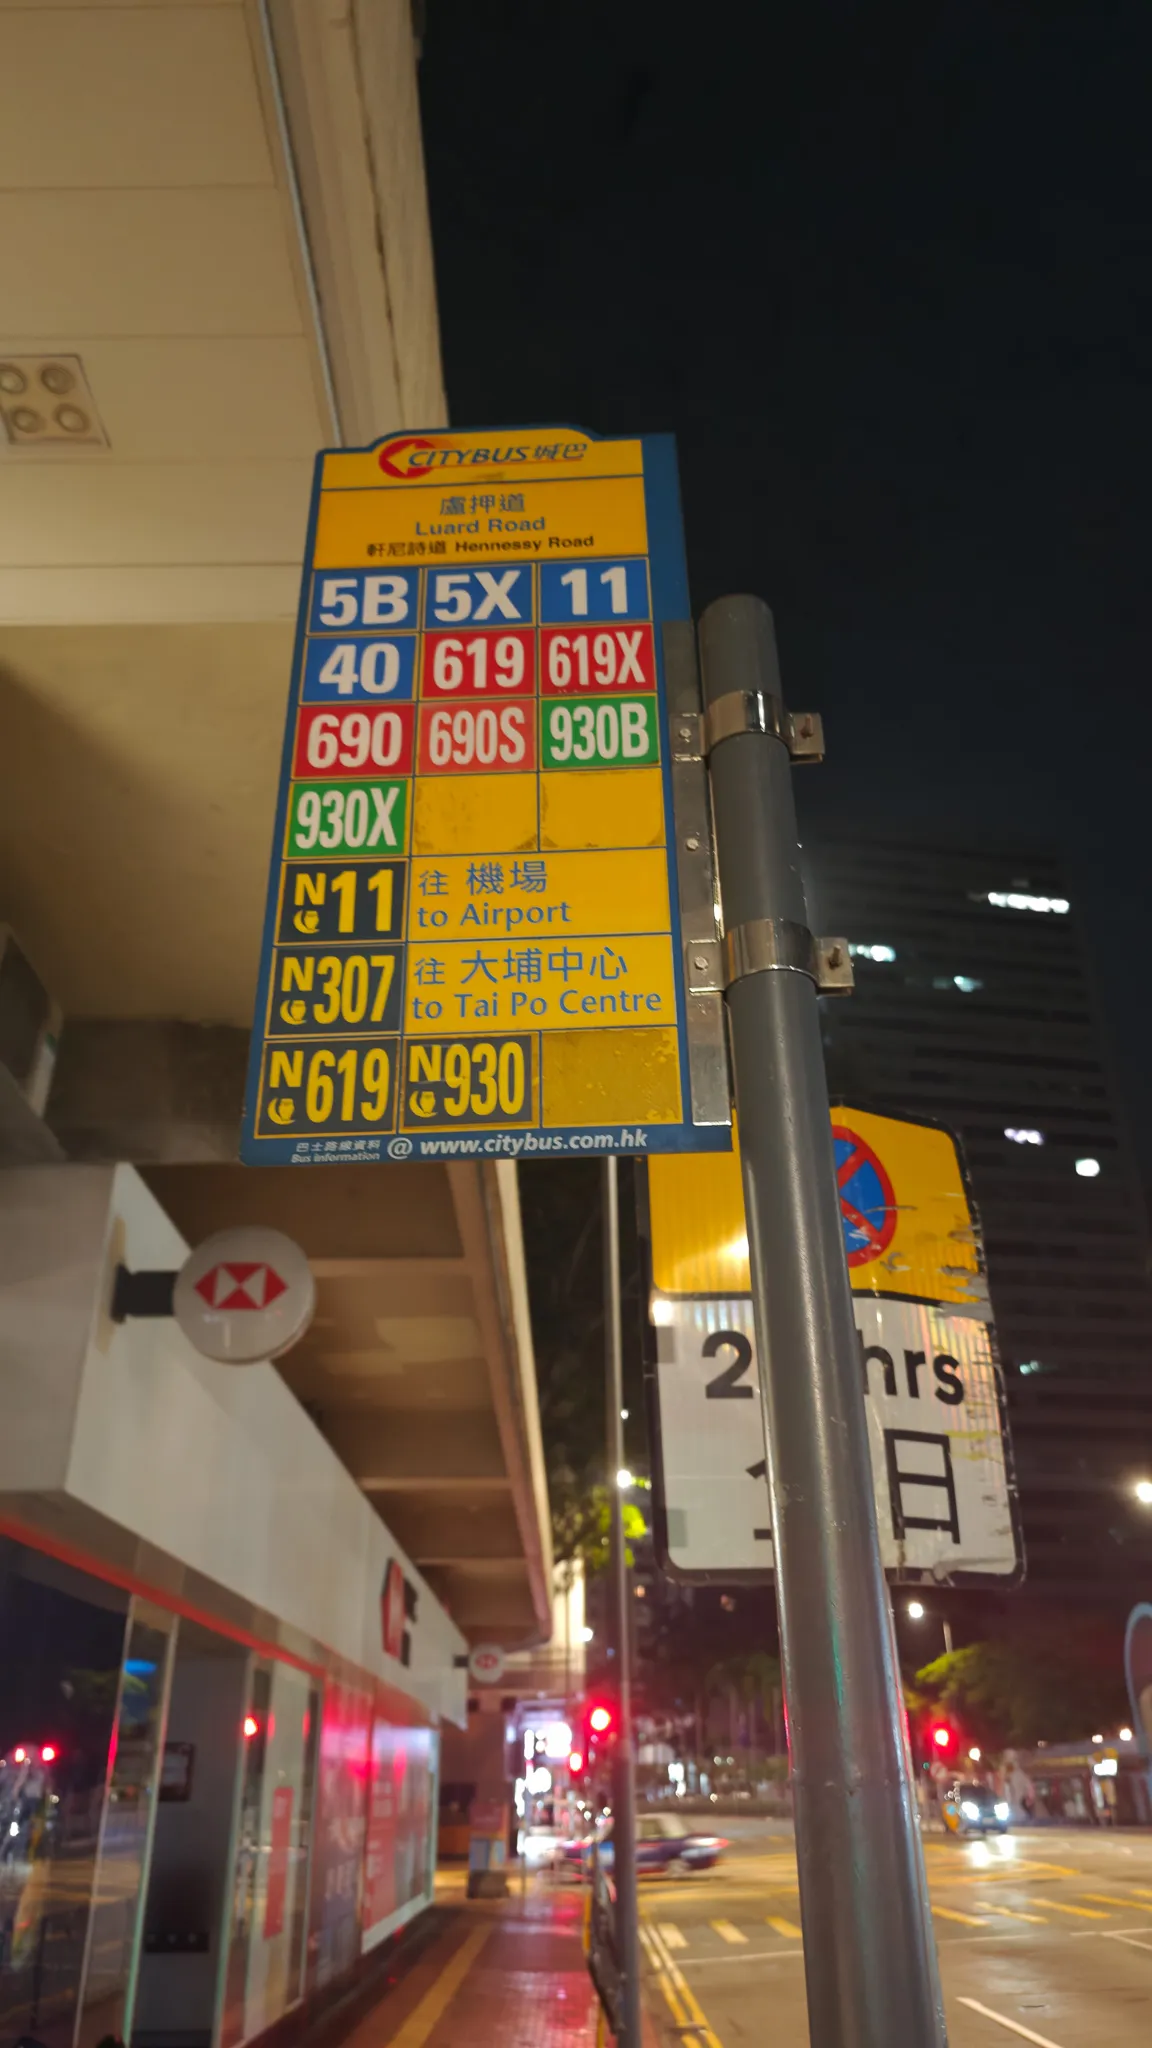 CITYBUS 城巴
盧押道
Luard Road
軒尼詩道 Hennessy Road
5B 5X 11
40 619 619X
690 690S 930B
930X
N11 往 機場
to Airport
N307 往 大埔中心
to Tai Po Centre
N619 N930
巴士路線資料
Bus information @ www.citybus.com.hk
2 hrs
日